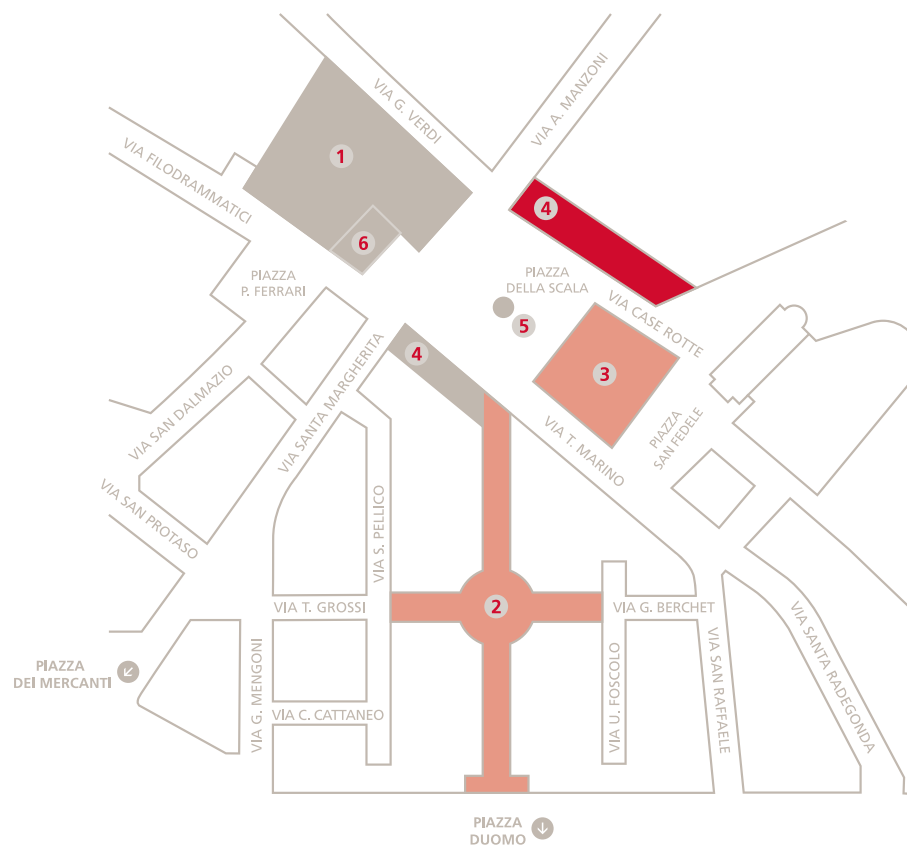 VIA G. VERDI
VIA A. MANZONI
VIA FILODRAMMATICI
1
4
6
PIAZZA
P. FERRARI
PIAZZA
DELLA SCALA
5
VIA CASE ROTTE
4
3
VIA SANTA MARGHERITA
VIA SAN DALMAZIO
VIA T. MARINO
PIAZZA
SAN FEDELE
VIA SAN PROTASO
VIA S. PELLICO
VIA T. GROSSI
2
VIA G. BERCHET
PIAZZA
DEI MERCANTI
VIA G. MENGONI
VIA C. CATTANEO
VIA U. FOSCOLO
VIA SAN RAFFAELE
VIA SANTA RADEGONDA
PIAZZA
DUOMO